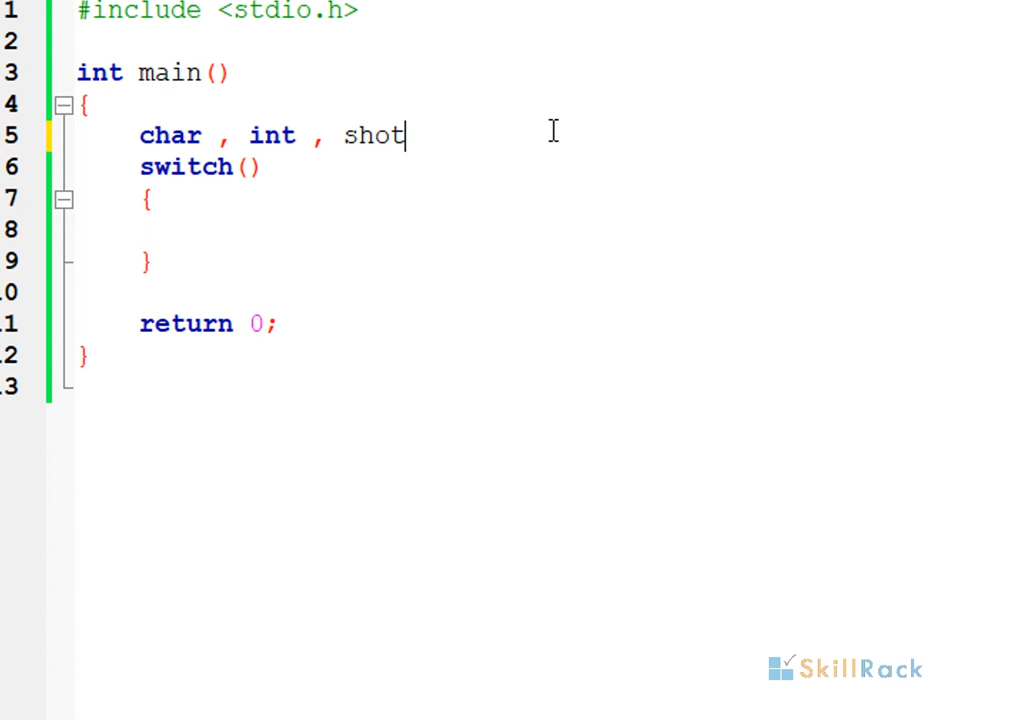 1 #include <stdio.h>
2
3 int main()
4 {
5 char , int , shot
6 switch()
7 {
8
9 }
.0
.1 return 0;
.2 }
.3
SkillRack